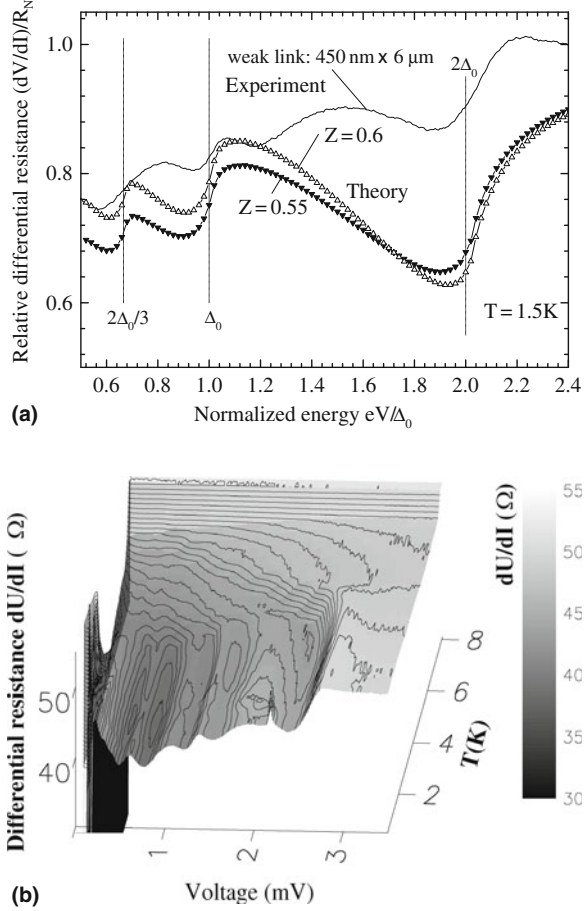 Relative differential resistance (dV/dI)/R_N
1.0
0.8
0.6
weak link: 450 nm x 6 µm
Experiment
2Δ₀
Z = 0.6
Theory
Z = 0.55
2Δ₀/3
Δ₀
T = 1.5K
0.6 0.8 1.0 1.2 1.4 1.6 1.8 2.0 2.2 2.4
(a)
Normalized energy eV/Δ₀
Differential resistance dU/dI ( Ω)
50
40
1 2 3
Voltage (mV)
8
6
4
2
T(K)
dU/dI (Ω)
55
50
45
40
35
30
(b)